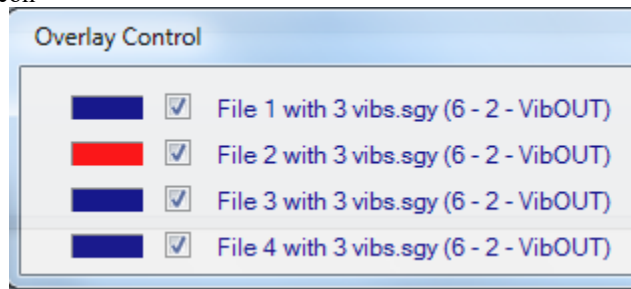 Overlay Control
File 1 with 3 vibs.sgy (6 - 2 - VibOUT)
File 2 with 3 vibs.sgy (6 - 2 - VibOUT)
File 3 with 3 vibs.sgy (6 - 2 - VibOUT)
File 4 with 3 vibs.sgy (6 - 2 - VibOUT)